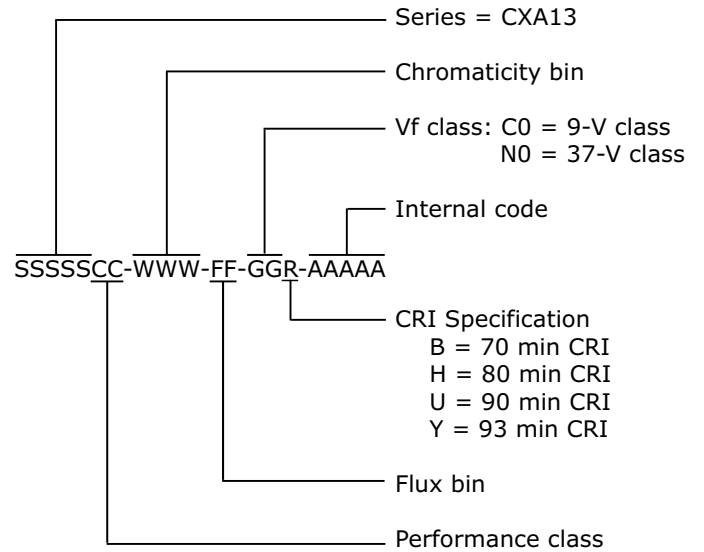 Series = CXA13
Chromaticity bin
Vf class: C0 = 9-V class
N0 = 37-V class
Internal code
SSSSSCC-WWW-FF-GGR-AAAAA
CRI Specification
B = 70 min CRI
H = 80 min CRI
U = 90 min CRI
Y = 93 min CRI
Flux bin
Performance class